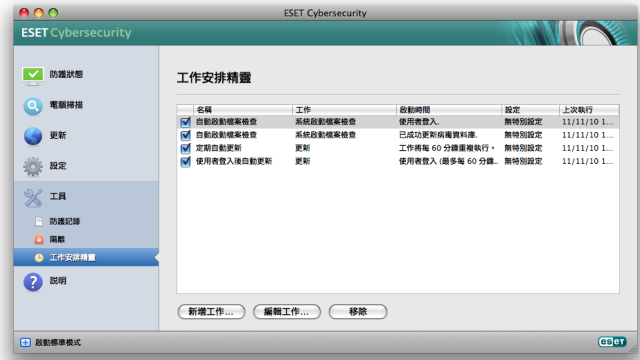 ESET Cybersecurity
ESET Cybersecurity
防護狀態
電腦掃描
更新
設定
工具
防護記錄
隔離
工作安排精靈
說明
工作安排精靈
名稱 工作 啟動時間 設定 上次執行
自動啟動檔案檢查 系統啟動檔案檢查 使用者登入. 無特別設定 11/11/10 1...
自動啟動檔案檢查 系統啟動檔案檢查 已成功更新病毒資料庫. 無特別設定 11/11/10 1...
定期自動更新 更新 工作將每 60 分鐘重複執行。 無特別設定 11/11/10 1...
使用者登入後自動更新 更新 使用者登入 (最多每 60 分鐘... 無特別設定 11/11/10 1...
新增工作... 編輯工作... 移除
啟動標準模式
eset